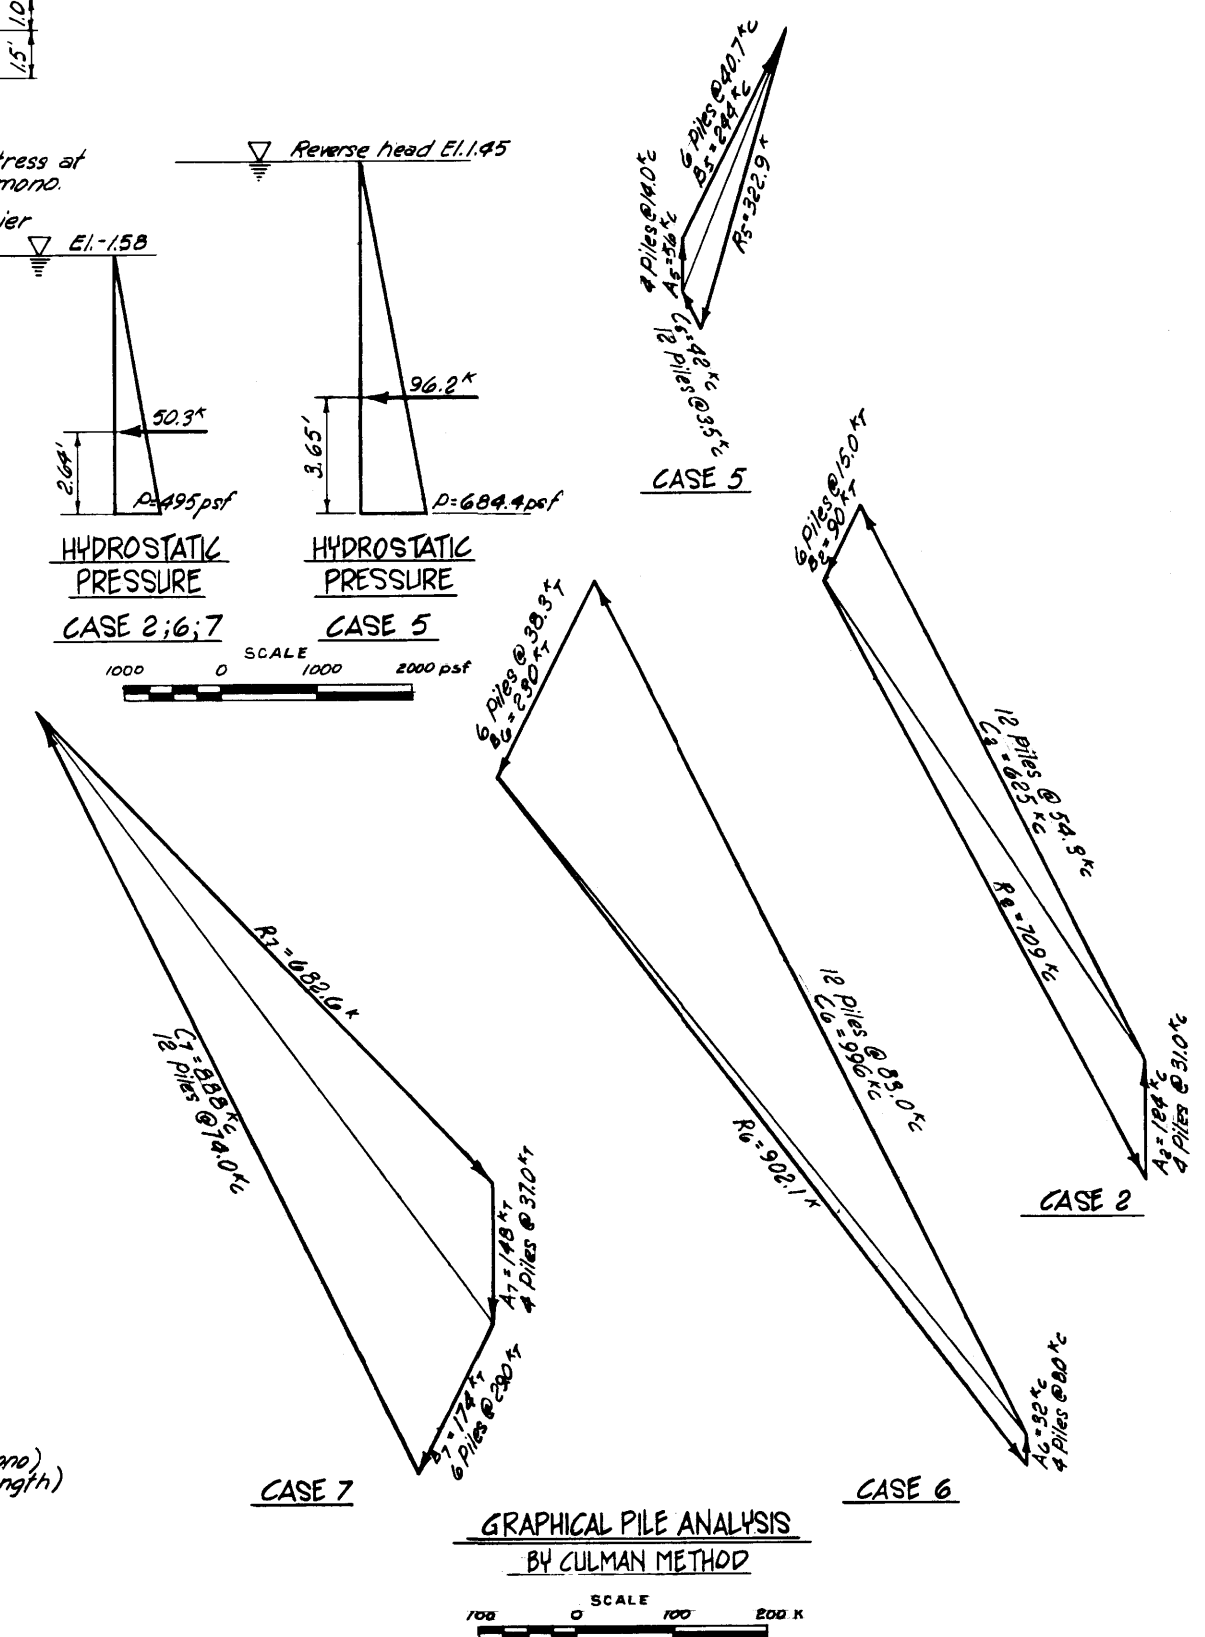 1.0
1.5'
tress at
mono.
ier
El.-1.58
50.3ᴷ
2.64'
p=495psf
HYDROSTATIC
PRESSURE
CASE 2;6;7
Reverse head El.1.45
96.2ᴷ
3.65'
p=684.4psf
HYDROSTATIC
PRESSURE
CASE 5
SCALE
1000 0 1000 2000 psf
6 Piles @ 40.7ᴷC
B5=244ᴷC
R5=322.9ᴷ
4 Piles @ 14.0ᴷC
A5=56ᴷC
C5=42ᴷC
12 piles @ 3.5ᴷC
CASE 5
6 Piles @ 15.0ᴷT
B2=90ᴷT
12 piles @ 54.9ᴷC
C2=625ᴷC
R2=709ᴷC
A2=124ᴷC
4 Piles @ 31.0ᴷC
CASE 2
6 Piles @ 38.3ᴷT
B6=230ᴷT
12 piles @ 83.0ᴷC
C6=996ᴷC
R6=902.1ᴷ
A6=32ᴷC
4 Piles @ 8.0ᴷC
CASE 6
R7=682.6ᴷ
C7=888ᴷC
12 piles @ 74.0ᴷC
A7=148ᴷT
4 Piles @ 37.0ᴷT
B7=174ᴷT
6 Piles @ 29.0ᴷT
CASE 7
ono)
ngth)
GRAPHICAL PILE ANALYSIS
BY CULMAN METHOD
SCALE
100 0 100 200 K